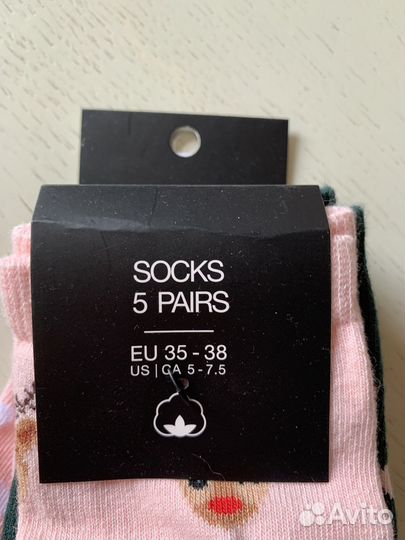 SOCKS
5 PAIRS
EU 35 - 38
US | CA 5 - 7.5
Avito